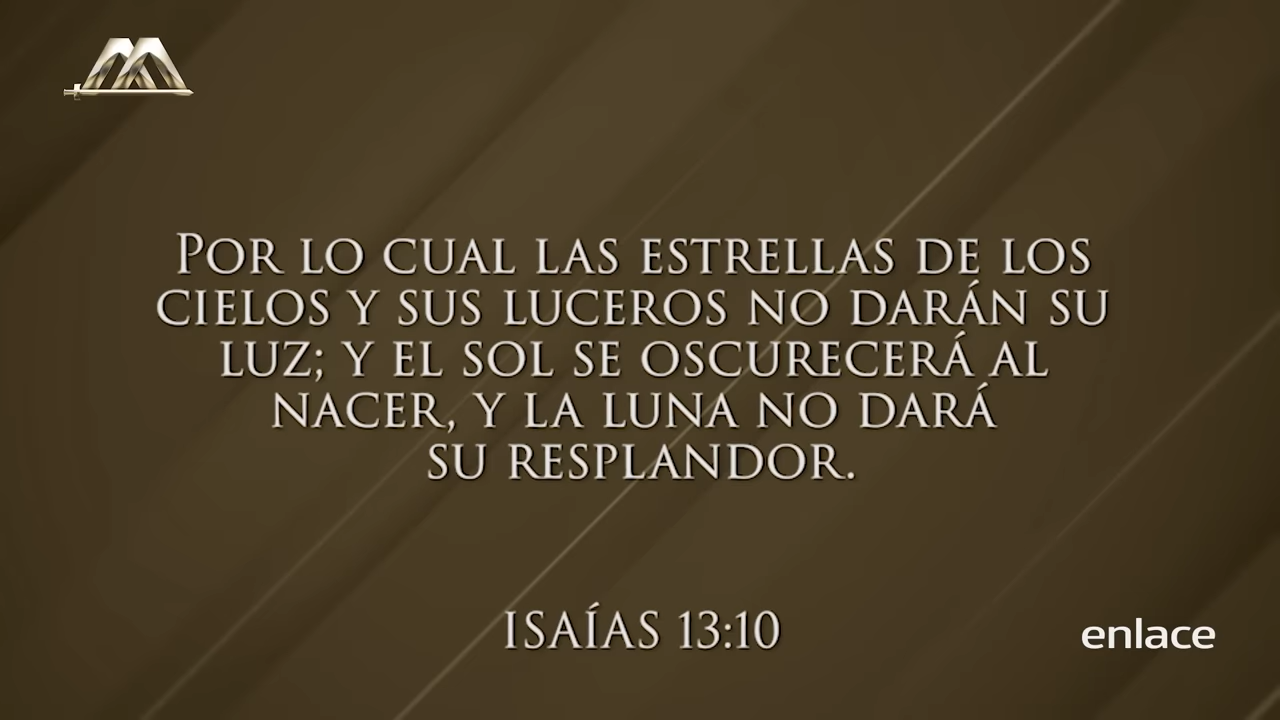 POR LO CUAL LAS ESTRELLAS DE LOS
CIELOS Y SUS LUCEROS NO DARÁN SU
LUZ; Y EL SOL SE OSCURECERÁ AL
NACER, Y LA LUNA NO DARÁ
SU RESPLANDOR.
ISAÍAS 13:10
enlace